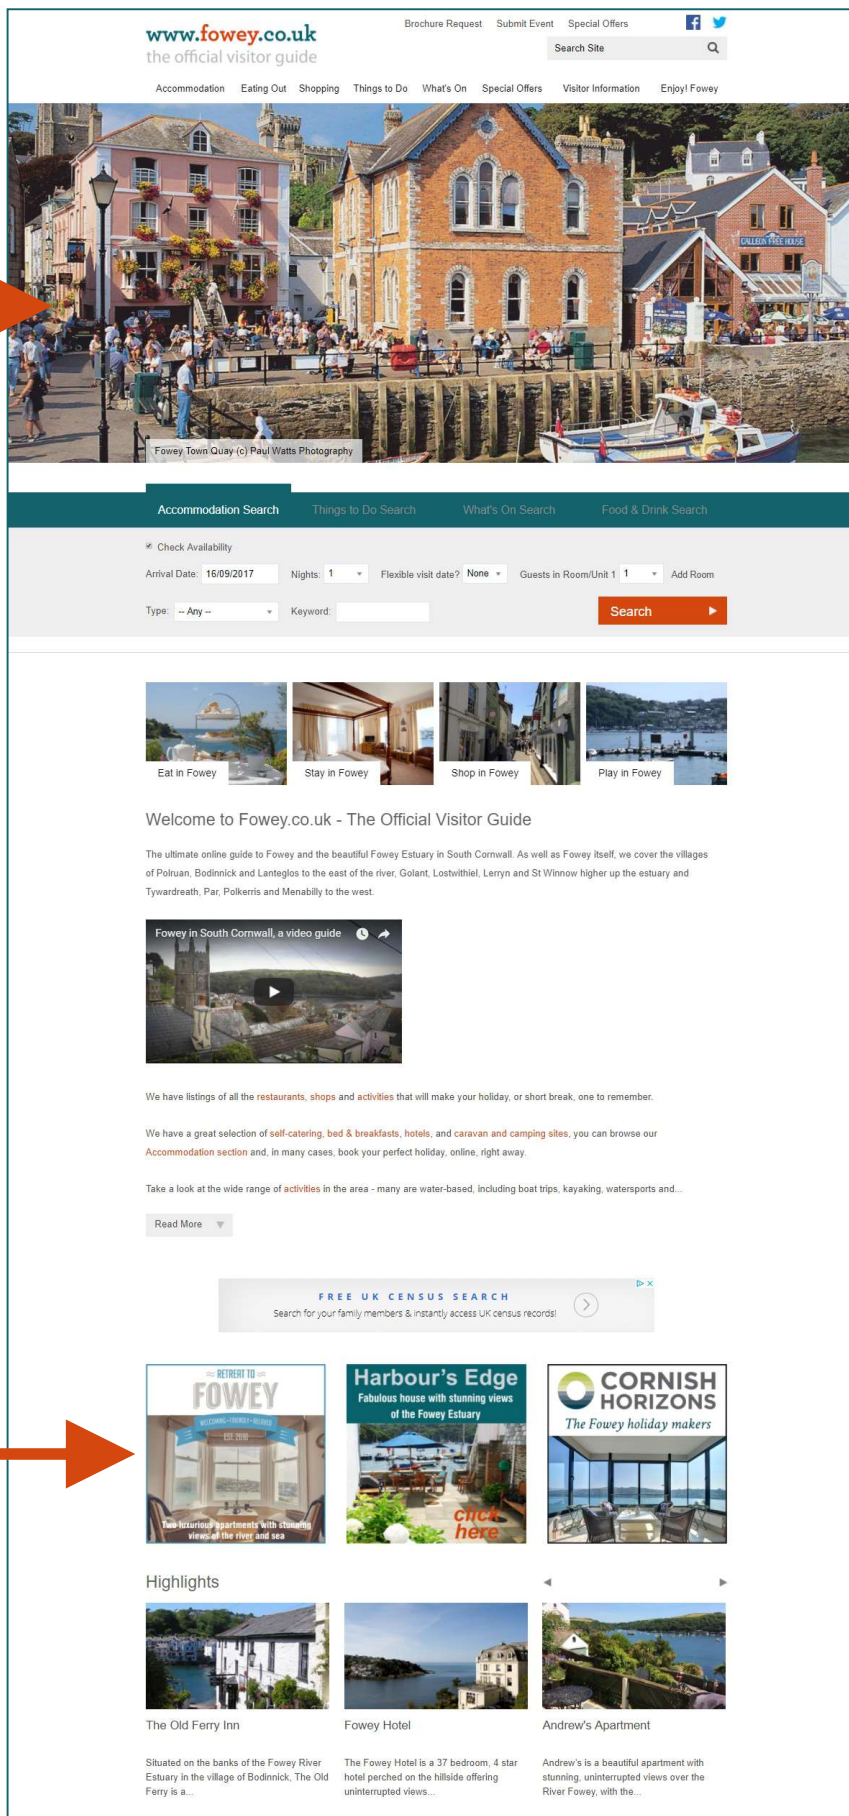 www.fowey.co.uk
the official visitor guide
Brochure Request Submit Event Special Offers
Search Site
Accommodation Eating Out Shopping Things to Do What's On Special Offers Visitor Information Enjoy! Fowey
GALLEON FREE HOUSE
Fowey Town Quay (c) Paul Watts Photography
Accommodation Search Things to Do Search What's On Search Food & Drink Search
Check Availability
Arrival Date: 16/09/2017 Nights: 1 Flexible visit date? None Guests in Room/Unit 1 1 Add Room
Type: -- Any -- Keyword: Search
Eat in Fowey Stay in Fowey Shop in Fowey Play in Fowey
Welcome to Fowey.co.uk - The Official Visitor Guide
The ultimate online guide to Fowey and the beautiful Fowey Estuary in South Cornwall. As well as Fowey itself, we cover the villages
of Polruan, Bodinnick and Lanteglos to the east of the river, Golant, Lostwithiel, Lerryn and St Winnow higher up the estuary and
Tywardreath, Par, Polkerris and Menabilly to the west.
Fowey in South Cornwall, a video guide
We have listings of all the restaurants, shops and activities that will make your holiday, or short break, one to remember.
We have a great selection of self-catering, bed & breakfasts, hotels, and caravan and camping sites, you can browse our
Accommodation section and, in many cases, book your perfect holiday, online, right away.
Take a look at the wide range of activities in the area - many are water-based, including boat trips, kayaking, watersports and...
Read More
FREE UK CENSUS SEARCH
Search for your family members & instantly access UK census records!
RETREAT TO
FOWEY
WELCOMING · FRIENDLY · RELAXED
EST. 2010
Two luxurious apartments with stunning
views of the river and sea
Harbour's Edge
Fabulous house with stunning views
of the Fowey Estuary
click
here
CORNISH
HORIZONS
The Fowey holiday makers
Highlights
The Old Ferry Inn
Situated on the banks of the Fowey River
Estuary in the village of Bodinnick, The Old
Ferry is a...
Fowey Hotel
The Fowey Hotel is a 37 bedroom, 4 star
hotel perched on the hillside offering
uninterrupted views...
Andrew's Apartment
Andrew's is a beautiful apartment with
stunning, uninterrupted views over the
River Fowey, with the...